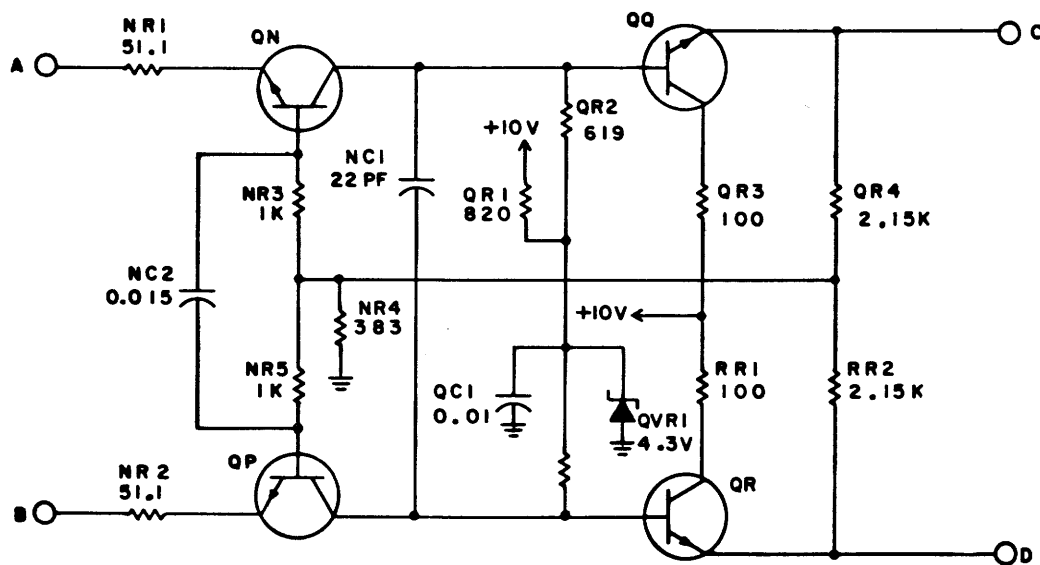 NR1
51.1
A
QN
QQ
C
QR2
619
+10V
NC1
22 PF
QR1
820
NR3
1K
QR3
100
QR4
2.15K
NC2
0.015
NR4
383
+10V
NR5
1K
QC1
0.01
QVR1
4.3V
RR1
100
RR2
2.15K
NR2
51.1
B
QP
QR
D